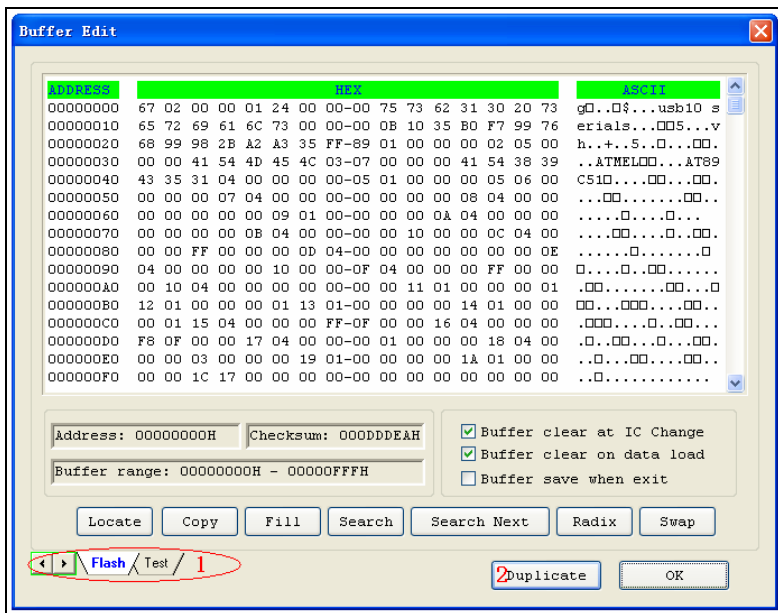 Buffer Edit
ADDRESS HEX ASCII
00000000 67 02 00 00 01 24 00 00-00 75 73 62 31 30 20 73 g□..□$...usb10 s
00000010 65 72 69 61 6C 73 00 00-00 0B 10 35 B0 F7 99 76 erials...□□5...v
00000020 68 99 98 2B A2 A3 35 FF-89 01 00 00 00 02 05 00 h..+..5..□...□□.
00000030 00 00 41 54 4D 45 4C 03-07 00 00 00 41 54 38 39 ..ATMEL□□...AT89
00000040 43 35 31 04 00 00 00 00-05 01 00 00 00 05 06 00 C51□....□□...□□.
00000050 00 00 00 07 04 00 00 00-00 00 00 00 08 04 00 00 ...□□.......□□..
00000060 00 00 00 00 00 09 01 00-00 00 00 0A 04 00 00 00 .....□....□...
00000070 00 00 00 00 0B 04 00 00-00 10 00 00 00 0C 04 00 ....□□...□...□□.
00000080 00 00 FF 00 00 00 0D 04-00 00 00 00 00 00 00 0E ......□.......□
00000090 04 00 00 00 00 10 00 00-0F 04 00 00 00 FF 00 00 □....□..□□......
000000A0 00 10 04 00 00 00 00 00-00 00 11 01 00 00 00 01 .□□.......□□...□
000000B0 12 01 00 00 00 01 13 01-00 00 00 00 14 01 00 00 □□...□□□....□□..
000000C0 00 01 15 04 00 00 00 FF-0F 00 00 16 04 00 00 00 .□□□....□..□□...
000000D0 F8 0F 00 00 17 04 00 00-00 01 00 00 00 18 04 00 .□..□□...□...□□.
000000E0 00 00 03 00 00 00 19 01-00 00 00 00 1A 01 00 00 ..□...□□....□□..
000000F0 00 00 1C 17 00 00 00 00-00 00 00 00 00 00 00 00 ..□............
Address: 00000000H Checksum: 000DDDEAH
Buffer range: 00000000H - 00000FFFH
Buffer clear at IC Change
Buffer clear on data load
Buffer save when exit
Locate Copy Fill Search Search Next Radix Swap
Flash Test 1
2 Duplicate OK